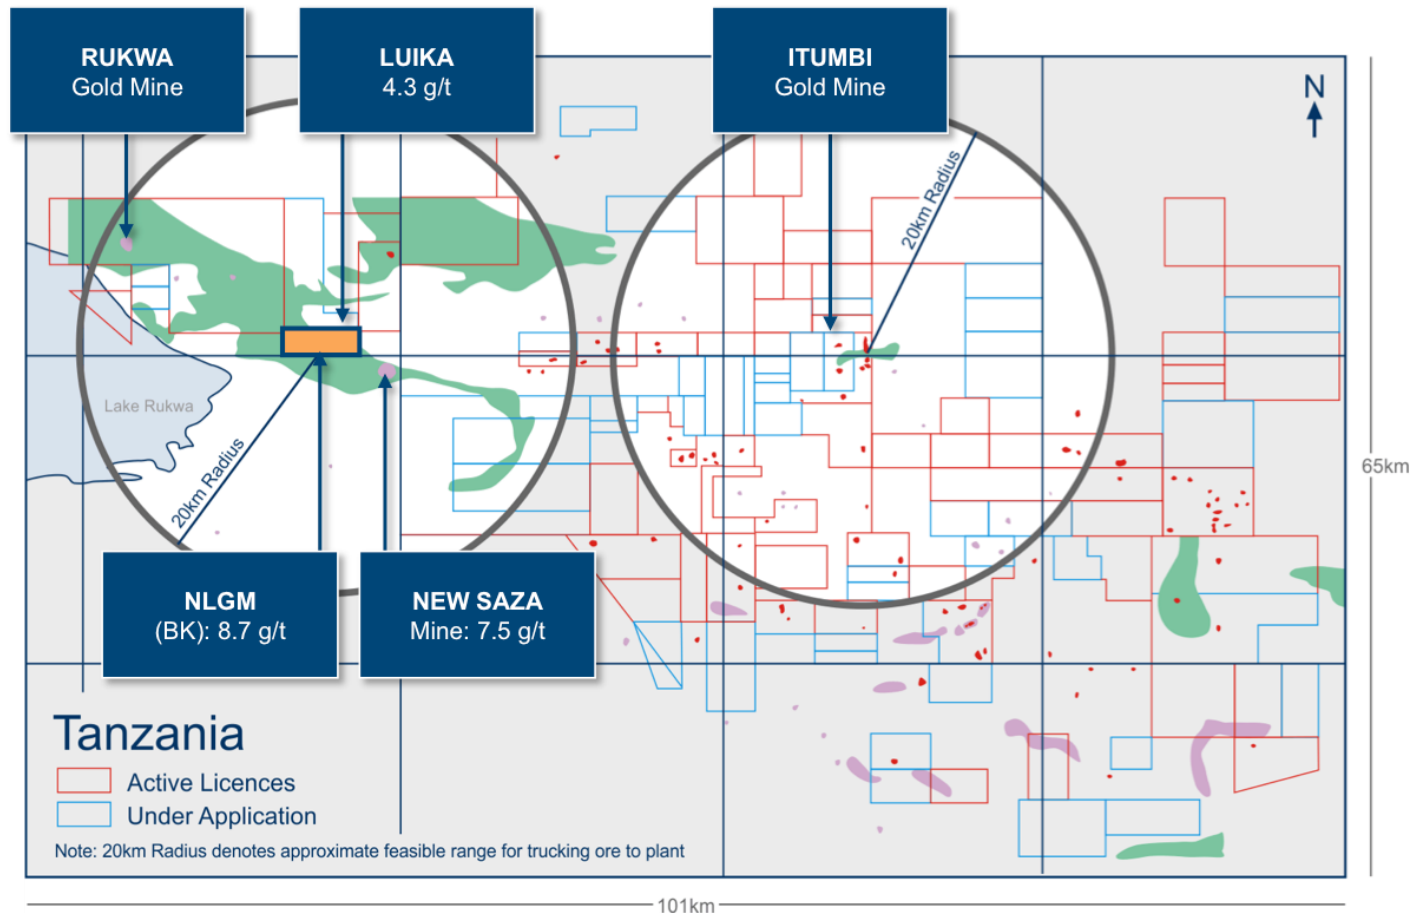 RUKWA
Gold Mine
LUIKA
4.3 g/t
ITUMBI
Gold Mine
N
20km Radius
Lake Rukwa
20km Radius
65km
NLGM
(BK): 8.7 g/t
NEW SAZA
Mine: 7.5 g/t
Tanzania
Active Licences
Under Application
Note: 20km Radius denotes approximate feasible range for trucking ore to plant
101km